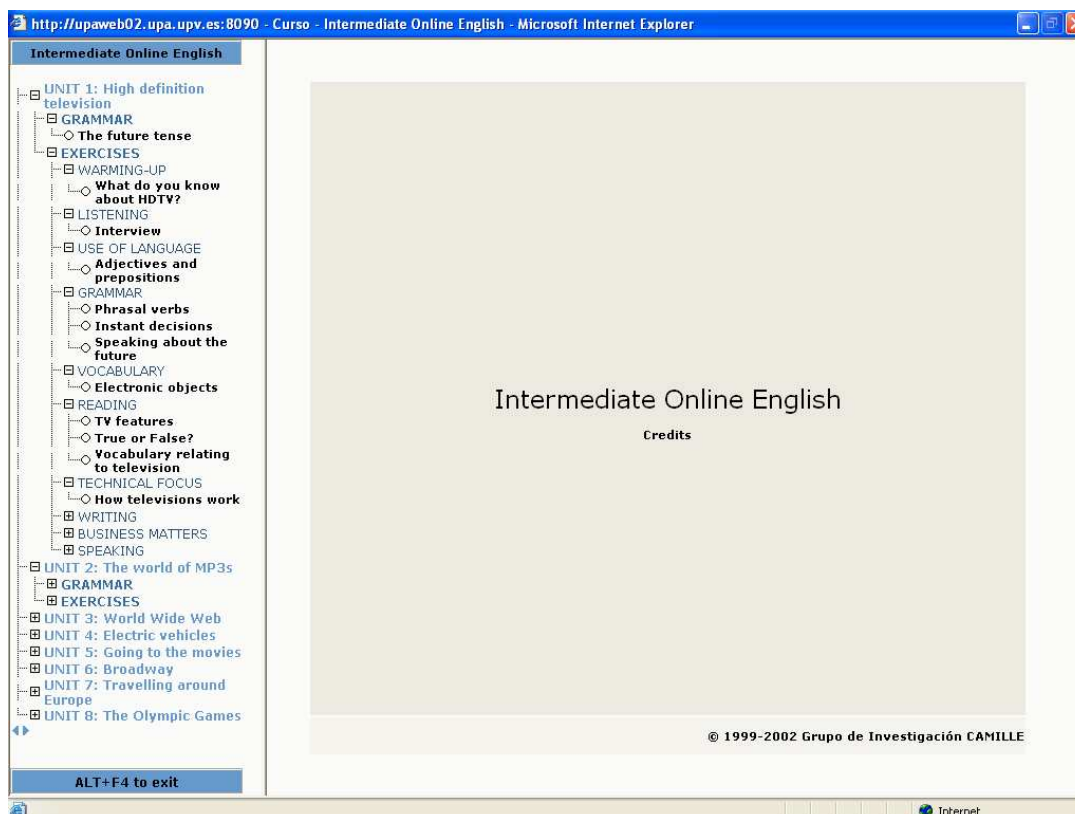 http://upaweb02.upa.upv.es:8090 - Curso - Intermediate Online English - Microsoft Internet Explorer
Intermediate Online English
UNIT 1: High definition
television
GRAMMAR
The future tense
EXERCISES
WARMING-UP
What do you know
about HDTV?
LISTENING
Interview
USE OF LANGUAGE
Adjectives and
prepositions
GRAMMAR
Phrasal verbs
Instant decisions
Speaking about the
future
VOCABULARY
Electronic objects
READING
TV features
True or False?
Vocabulary relating
to television
TECHNICAL FOCUS
How televisions work
WRITING
BUSINESS MATTERS
SPEAKING
UNIT 2: The world of MP3s
GRAMMAR
EXERCISES
UNIT 3: World Wide Web
UNIT 4: Electric vehicles
UNIT 5: Going to the movies
UNIT 6: Broadway
UNIT 7: Travelling around
Europe
UNIT 8: The Olympic Games
ALT+F4 to exit
Intermediate Online English
Credits
© 1999-2002 Grupo de Investigación CAMILLE
Internet